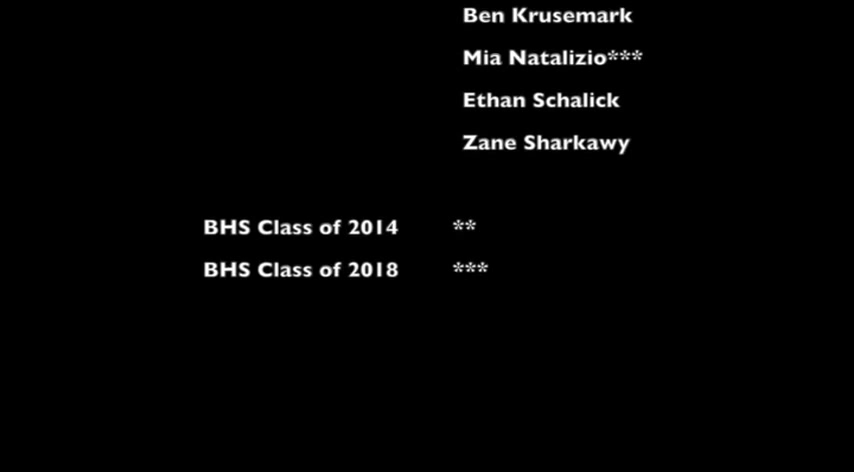 Ben Krusemark
Mia Natalizio***
Ethan Schalick
Zane Sharkawy
BHS Class of 2014 **
BHS Class of 2018 ***